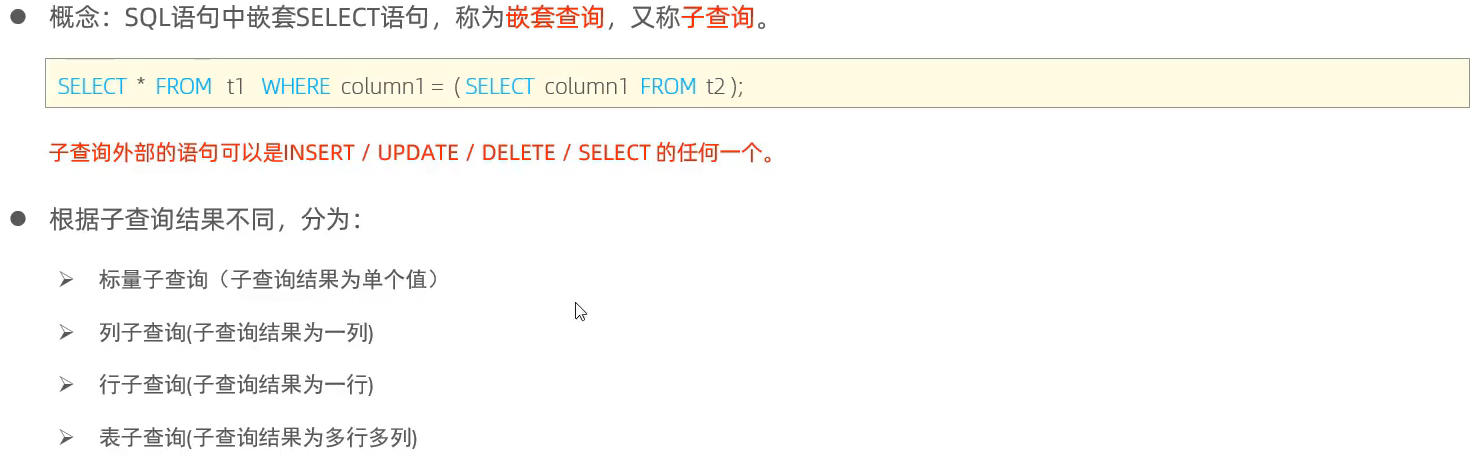 ● 概念：SQL语句中嵌套SELECT语句，称为嵌套查询，又称子查询。
SELECT * FROM t1 WHERE column1 = ( SELECT column1 FROM t2 );
子查询外部的语句可以是INSERT / UPDATE / DELETE / SELECT 的任何一个。
● 根据子查询结果不同，分为：
➢ 标量子查询（子查询结果为单个值）
➢ 列子查询(子查询结果为一列)
➢ 行子查询(子查询结果为一行)
➢ 表子查询(子查询结果为多行多列)